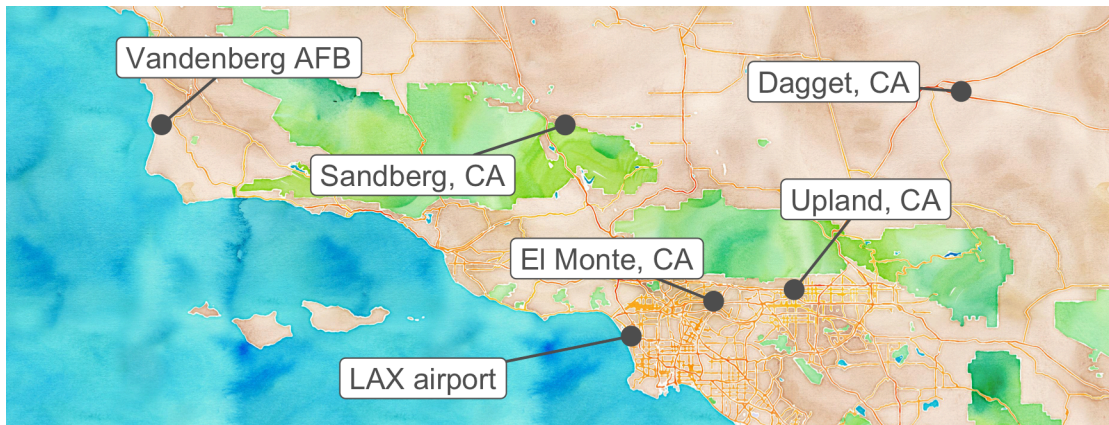 Vandenberg AFB
Dagget, CA
Sandberg, CA
Upland, CA
El Monte, CA
LAX airport